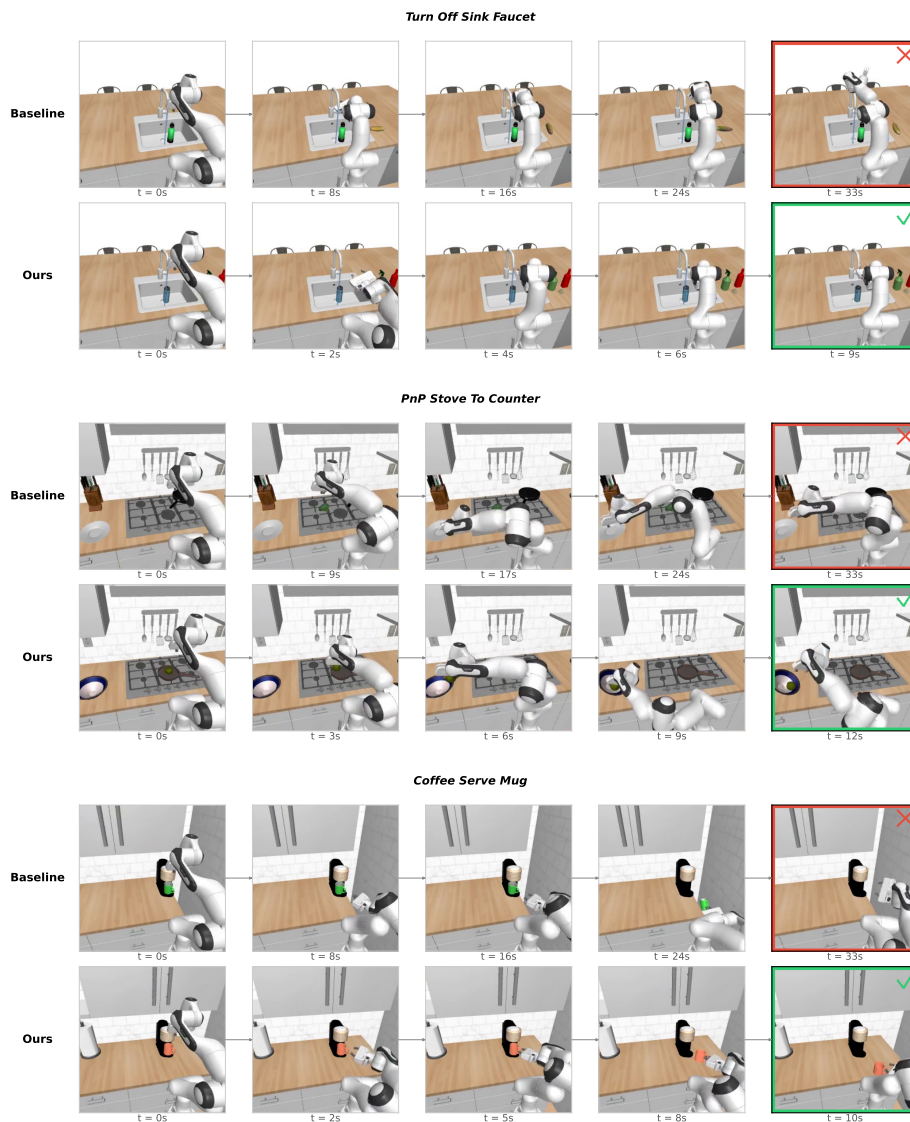 Turn Off Sink Faucet
Baseline
t = 0s
t = 8s
t = 16s
t = 24s
t = 33s
Ours
t = 0s
t = 2s
t = 4s
t = 6s
t = 9s
PnP Stove To Counter
Baseline
t = 0s
t = 9s
t = 17s
t = 24s
t = 33s
Ours
t = 0s
t = 3s
t = 6s
t = 9s
t = 12s
Coffee Serve Mug
Baseline
t = 0s
t = 8s
t = 16s
t = 24s
t = 33s
Ours
t = 0s
t = 2s
t = 5s
t = 8s
t = 10s